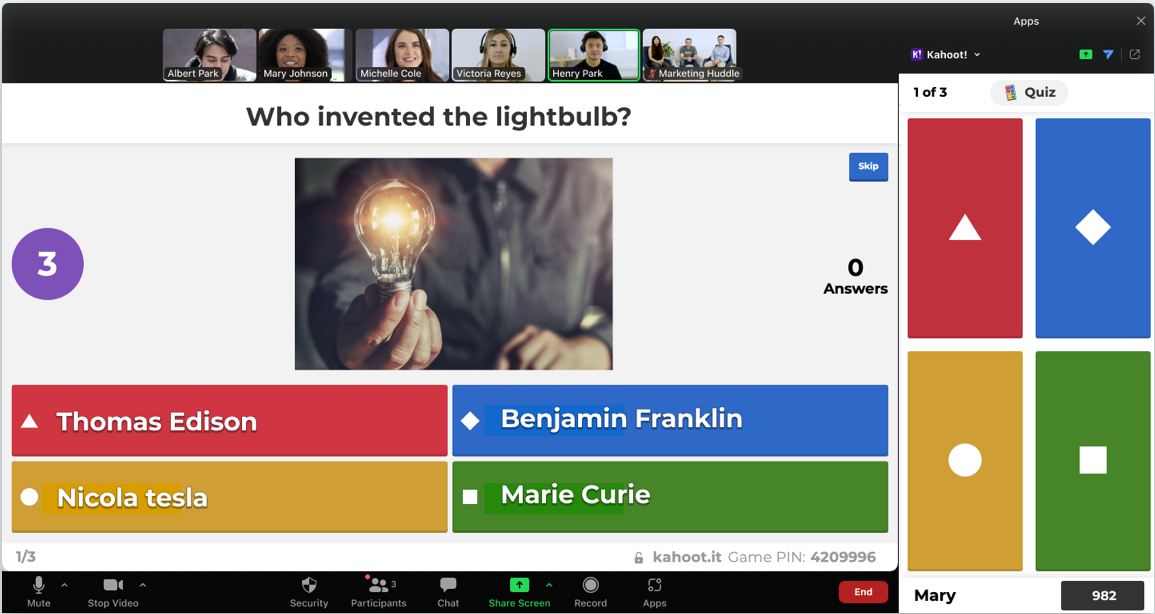 Apps
Albert Park
Mary Johnson
Michelle Cole
Victoria Reyes
Henry Park
Marketing Huddle
K! Kahoot!
1 of 3
Quiz
Who invented the lightbulb?
Skip
3
0
Answers
Thomas Edison
Benjamin Franklin
Nicola tesla
Marie Curie
1/3
kahoot.it Game PIN: 4209996
Mary
982
Mute
Stop Video
Security
Participants
3
Chat
Share Screen
Record
Apps
End